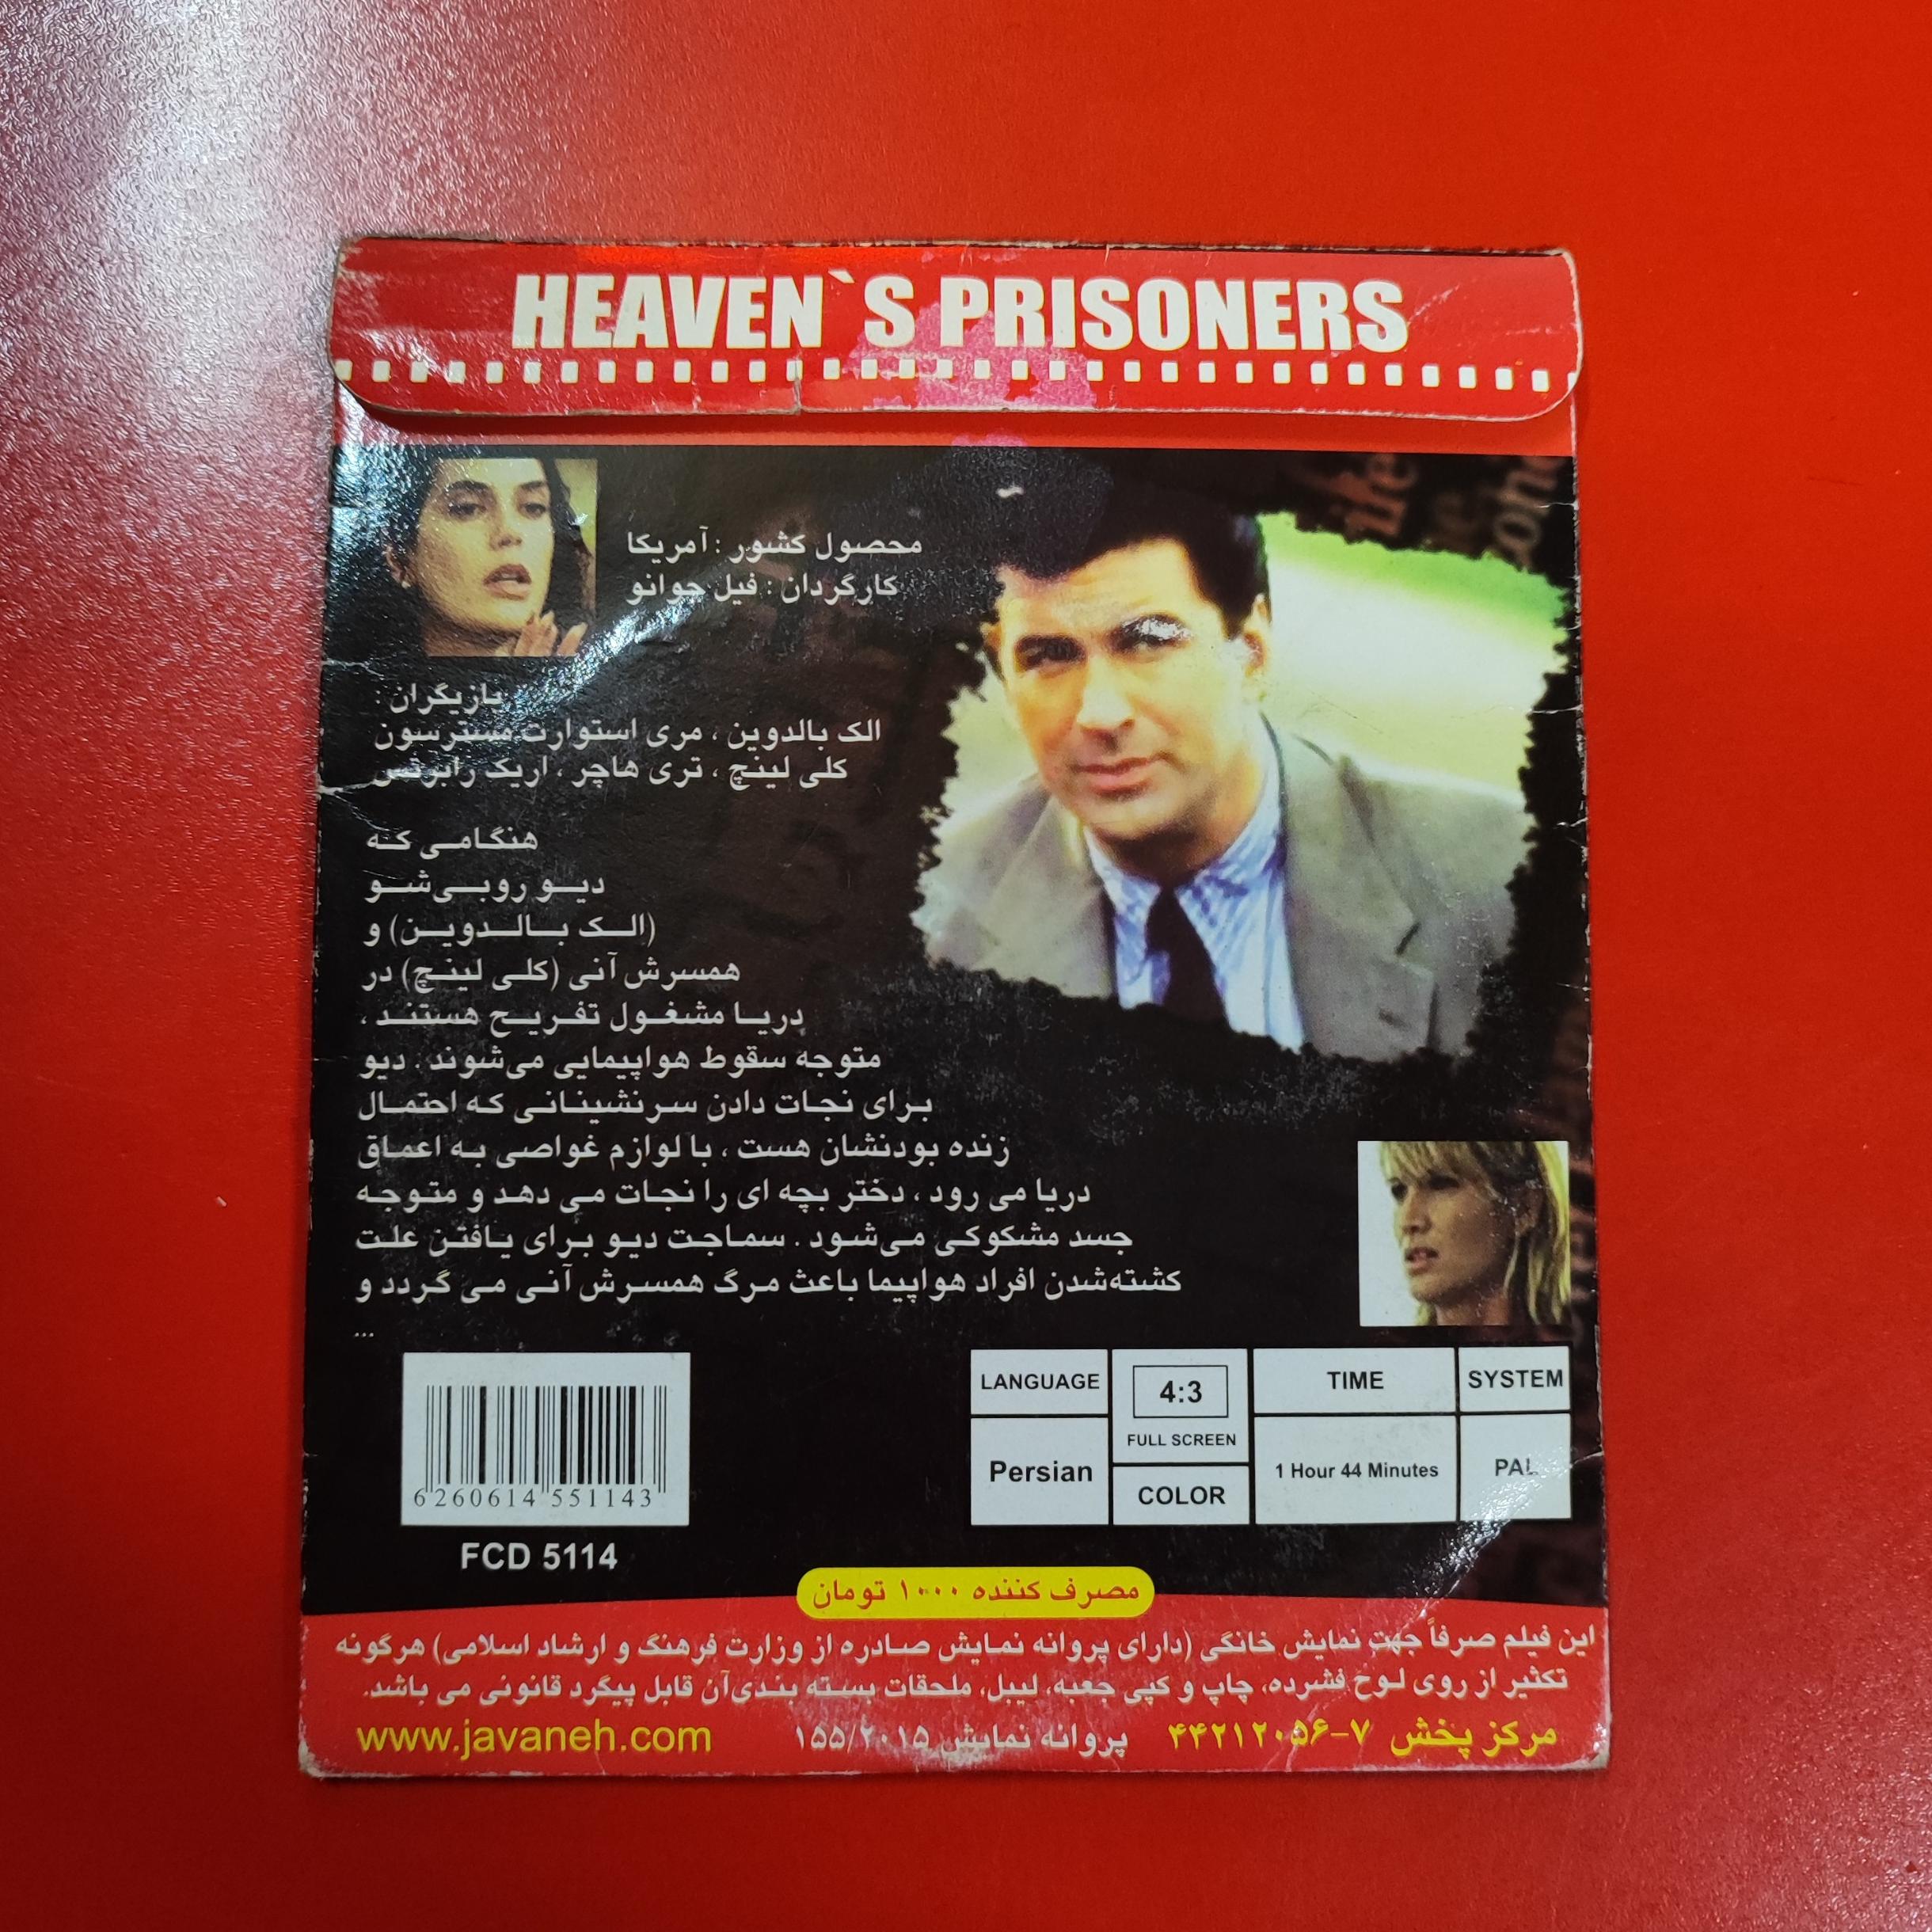 HEAVEN`S PRISONERS
محصول کشور : آمریکا
کارگردان : فیل جوانو
بازیگران :
الک بالدوین ، مری استوارت مسترسون
کلی لینچ ، تری هاچر ، اریک رابرتس
هنگامی که
دیو روبی‌شو
(الک بالدوین) و
همسرش آنی (کلی لینچ) در
دریا مشغول تفریح هستند ،
متوجه سقوط هواپیمایی می‌شوند . دیو
برای نجات دادن سرنشینانی که احتمال
زنده بودنشان هست ، با لوازم غواصی به اعماق
دریا می رود ، دختر بچه ای را نجات می دهد و متوجه
جسد مشکوکی می‌شود . سماجت دیو برای یافتن علت
کشته‌شدن افراد هواپیما باعث مرگ همسرش آنی می گردد و
...
LANGUAGE
4:3
TIME
SYSTEM
FULL SCREEN
Persian
COLOR
1 Hour 44 Minutes
PAL
6 260614 551143
FCD 5114
مصرف کننده ۱۰۰۰ تومان
این فیلم صرفاً جهت نمایش خانگی (دارای پروانه نمایش صادره از وزارت فرهنگ و ارشاد اسلامی) هرگونه
تکثیر از روی لوح فشرده، چاپ و کپی جعبه، لیبل، ملحقات بسته بندی‌آن قابل پیگرد قانونی می باشد.
مرکز پخش ۷-۴۴۲۱۲۰۵۶ پروانه نمایش ۱۵۵/۲۰۱۵ www.javaneh.com